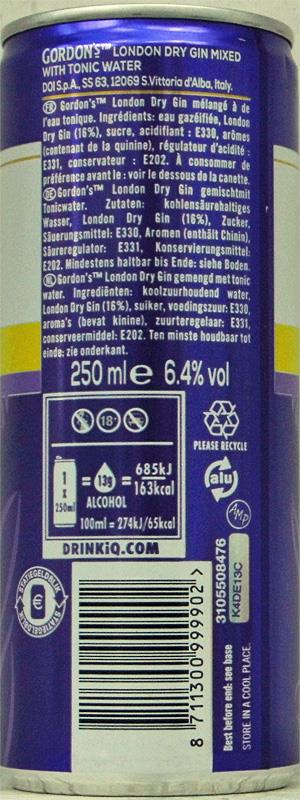 GORDON'S™ LONDON DRY GIN MIXED
WITH TONIC WATER
DOI S.p.A., SS 63, 12069 S.Vittoria d'Alba, Italy.
FR Gordon's™ London Dry Gin mélangé à de
l'eau tonique. Ingrédients: eau gazéifiée, London
Dry Gin (16%), sucre, acidifiant : E330, arômes
(contenant de la quinine), régulateur d'acidité :
E331, conservateur : E202. À consommer de
préférence avant le : voir le dessous de la canette.
DE Gordon's™ London Dry Gin gemischtmit
Tonicwater. Zutaten: kohlensäurehaltiges
Wasser, London Dry Gin (16%), Zucker,
Säuerungsmittel: E330, Aromen (enthält Chinin),
Säureregulator: E331, Konservierungsmittel:
E202. Mindestens haltbar bis Ende: siehe Boden.
NL Gordon's™ London Dry Gin gemengd met tonic
water. Ingrediënten: koolzuurhoudend water,
London Dry Gin (16%), suiker, voedingszuur: E330,
aroma's (bevat kinine), zuurteregelaar: E331,
conserveermiddel: E202. Ten minste houdbaar tot
einde: zie onderkant.
250 ml e 6.4% vol
18+
1
x
250ml
= 13g = 685kJ
163kcal
ALCOHOL
100ml = 274kJ/65kcal
DRINKiQ.COM
PLEASE RECYCLE
alu
AMP
STATIEGELDBLIK
€
STATIEGELDBLIK
8 711300 999902 >
3105508476
K4DE13C
Best before end: see base
STORE IN A COOL PLACE.